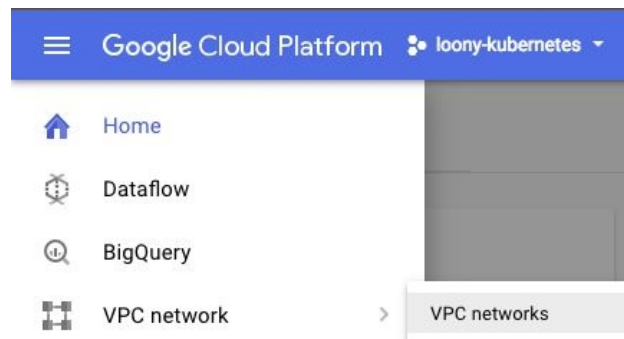 Google Cloud Platform loony-kubernetes
Home
Dataflow
BigQuery
VPC network VPC networks